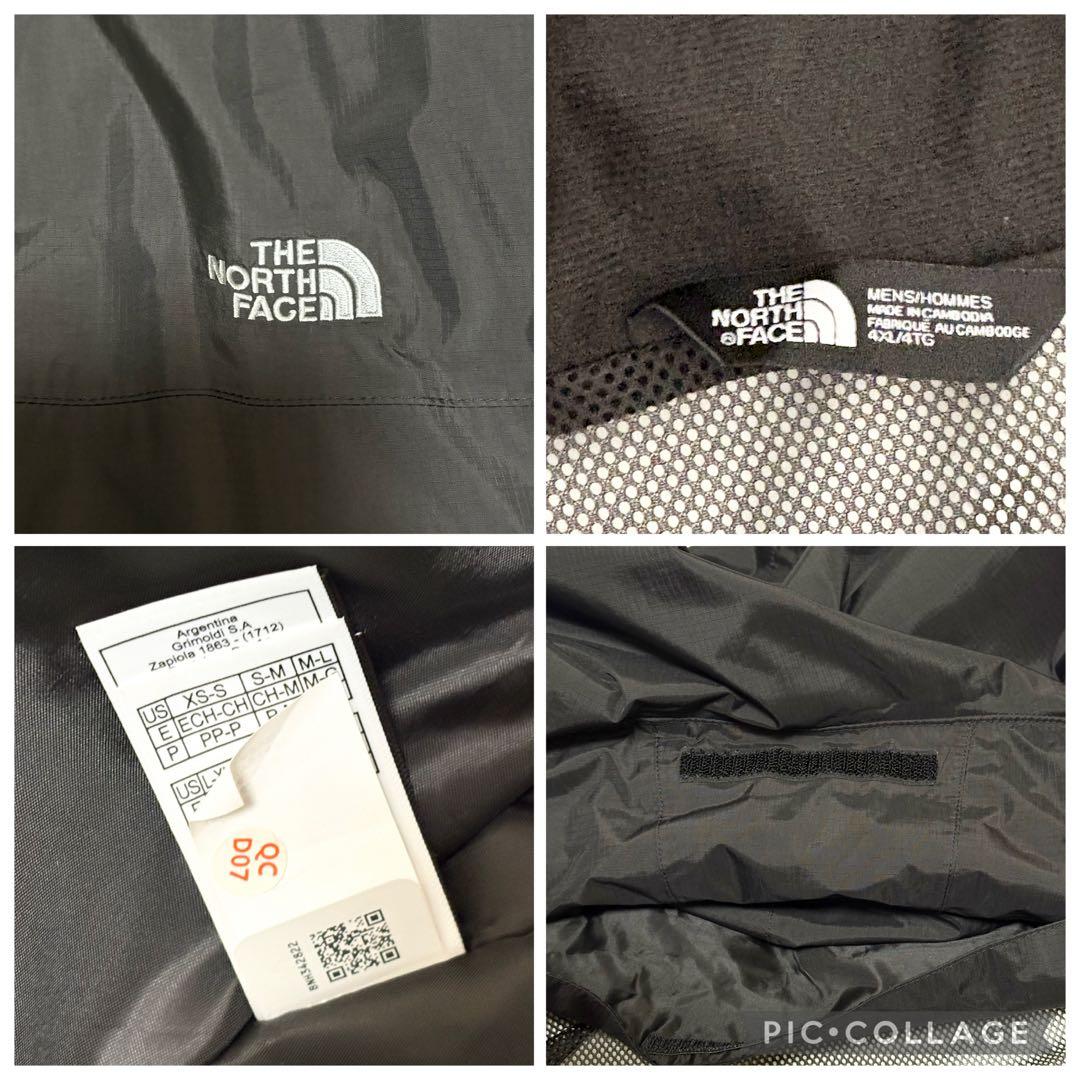 THE
NORTH
FACE
THE
NORTH
FACE
MENS/HOMMES
MADE IN CAMBODIA
FABRIQUÉ AU CAMBODGE
4XL/4TG
Argentina
Grimoldi S.A
Zapiola 1863 - (1712)
US XS-S S-M M-L
E ECH-CH CH-M
P PP-P
US
QC
D07
BNH342822
PIC•COLLAGE